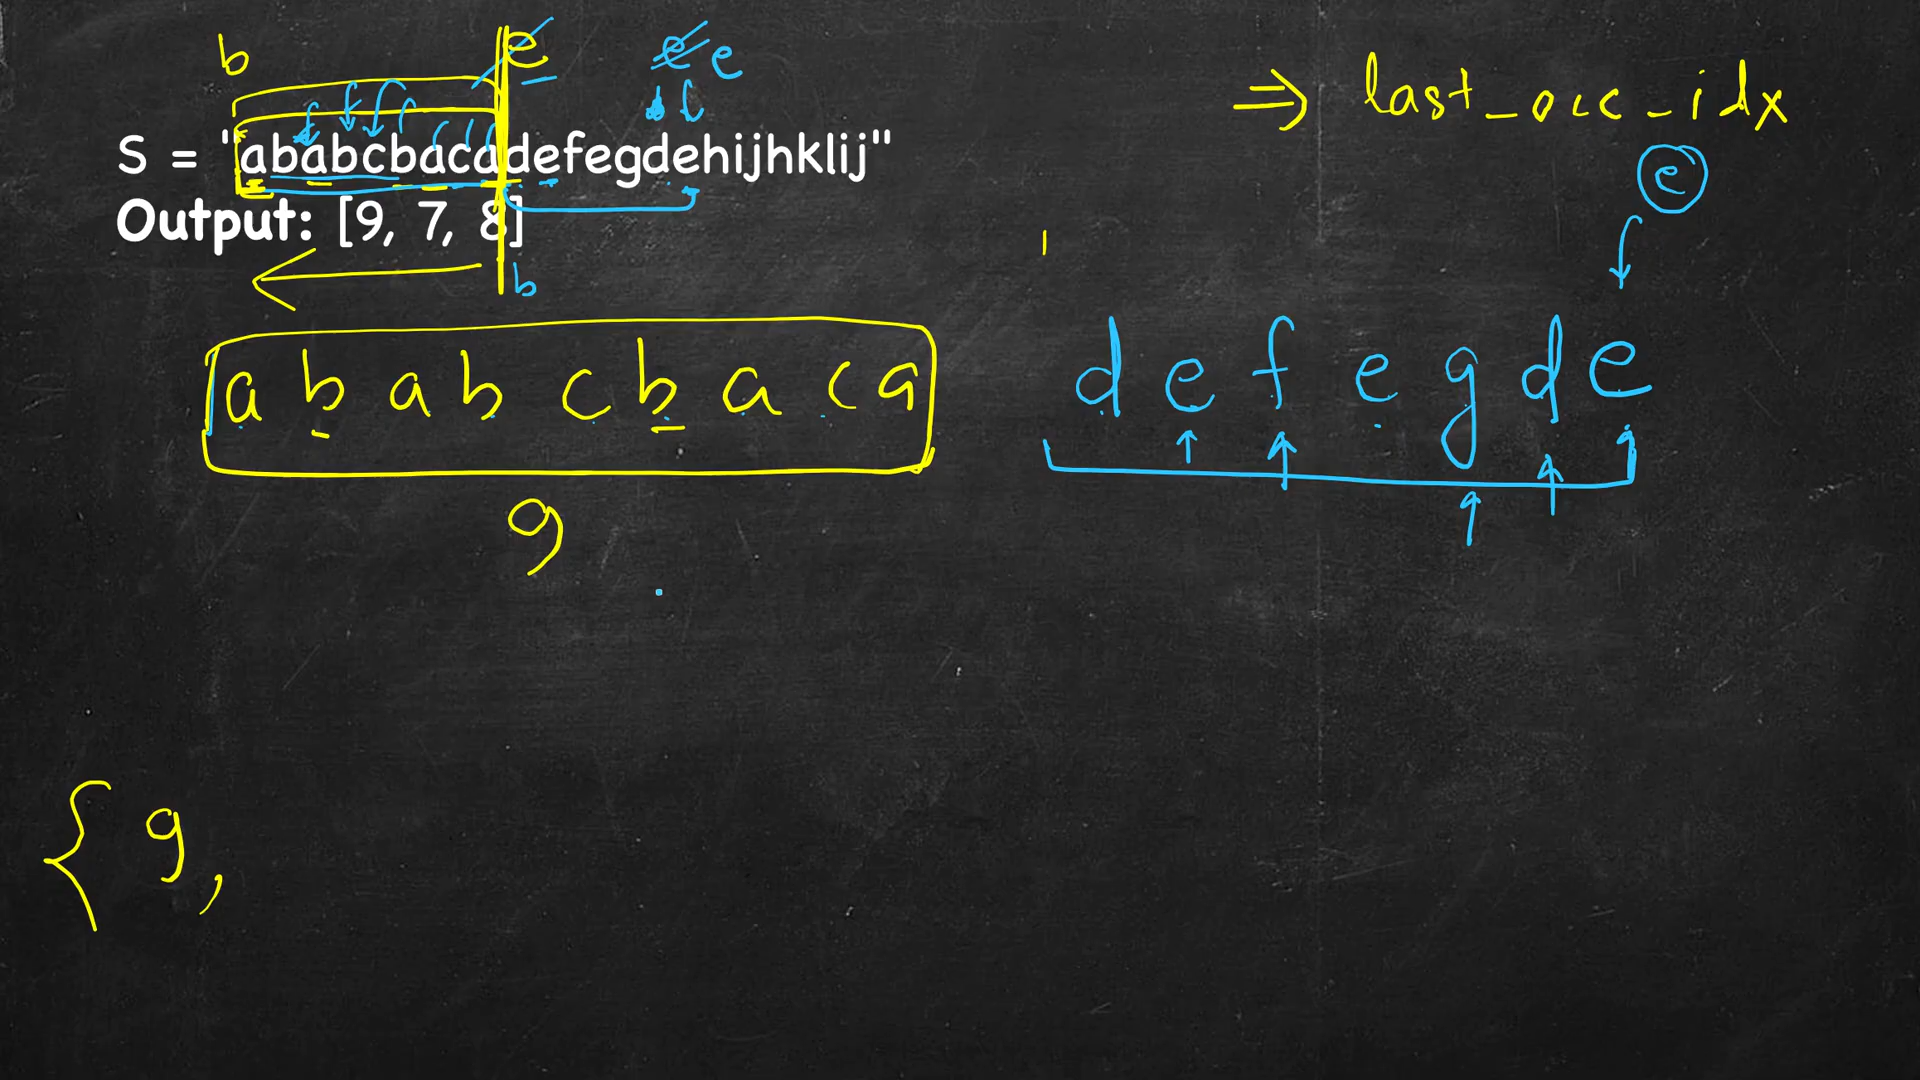 b e e e
⇒ last_occ_idx
e
S = "ababcbacadefegdehijhklij"
Output: [9, 7, 8]
b
a b a b c b a c a d e f e g d e
9
{ 9,